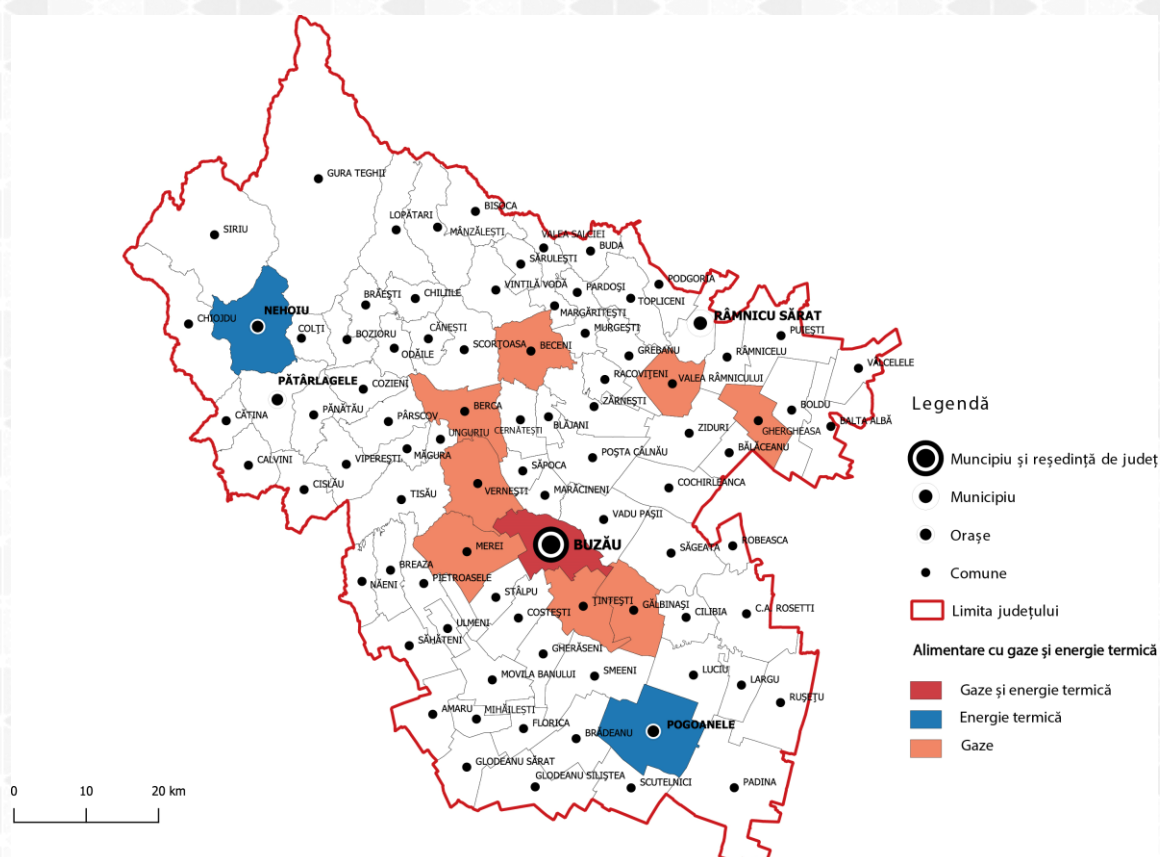 GURA TEGHII
BISOCA
LOPĂTARI
MÂNZĂLEȘTI
SIRIU
VALEA SALCIEI
BUDA
SĂRULEȘTI
PODGORIA
VINTILĂ VODĂ
PARDOȘI
TOPLICENI
BRĂEȘTI
CHILIILE
MĂRGĂRITEȘTI
NEHOIU
CHIOJDU
RÂMNICU SĂRAT
PUIEȘTI
COLȚI
BOZIORU
CĂNEȘTI
MURGEȘTI
ODĂILE
SCORȚOASA
BECENI
GREBANU
RÂMNICELU
VÂLCELELE
RACOVIȚENI
VALEA RÂMNICULUI
PĂTÂRLAGELE
COZIENI
BERCA
ZĂRNEȘTI
BOLDU
CĂTINA
PĂNĂTĂU
PÂRSCOV
CERNĂTEȘTI
BLĂJANI
GHERGHEASA
BALTA ALBĂ
UNGURIU
ZIDURI
MĂGURA
BĂLĂCEANU
CALVINI
VIPEREȘTI
SĂPOCA
POȘTA CÂLNĂU
CISLĂU
VERNEȘTI
COCHIRLEANCA
TISĂU
MARĂCINENI
VADU PAȘII
BUZĂU
MEREI
SĂGEATA
ROBEASCA
BREAZA
NĂENI
PIETROASELE
STÂLPU
ȚINTEȘTI
GĂLBINAȘI
COSTEȘTI
CILIBIA
C.A. ROSETTI
ULMENI
SĂHĂTENI
GHERĂSENI
MOVILA BANULUI
SMEENI
LUCIU
LARGU
RUȘEȚU
AMARU
MIHĂILEȘTI
FLORICA
BRĂDEANU
POGOANELE
GLODEANU SĂRAT
GLODEANU SILIȘTEA
SCUTELNICI
PADINA
0 10 20 km
Legendă
Muncipiu și reședință de județ
Municipiu
Orașe
Comune
Limita județului
Alimentare cu gaze și energie termică
Gaze și energie termică
Energie termică
Gaze